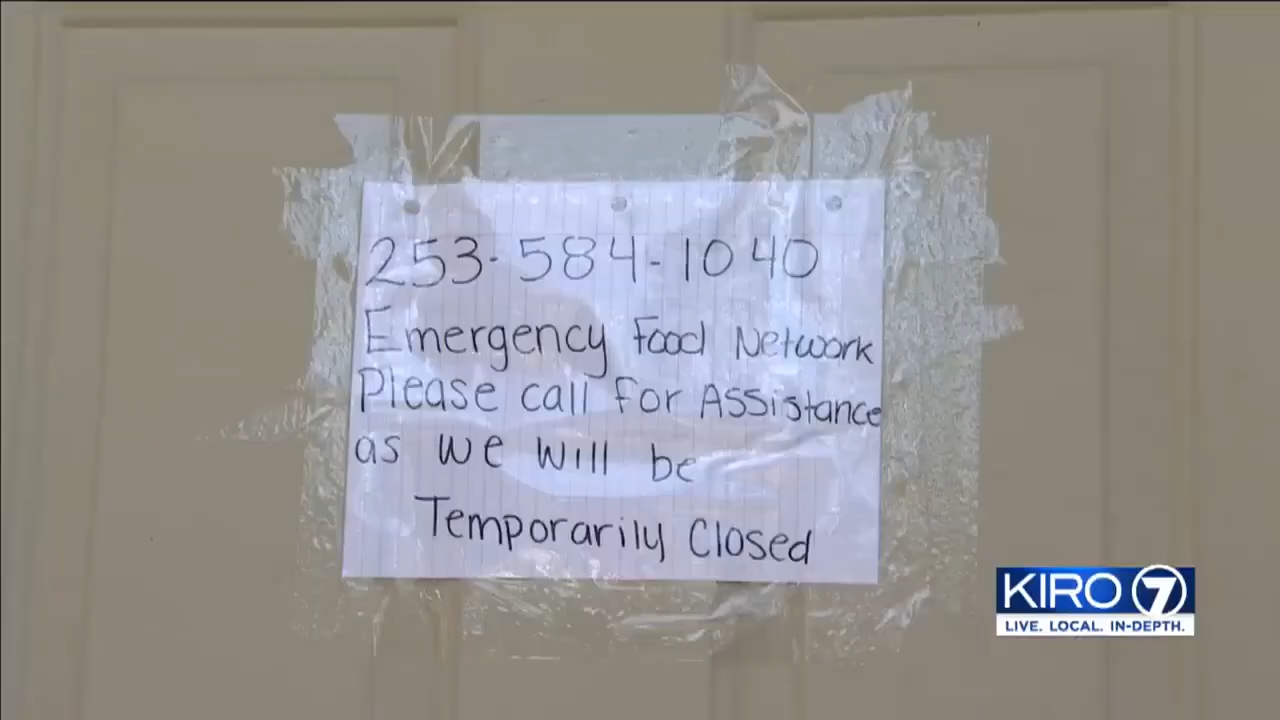 253-584-1040
Emergency Food Network
Please call for Assistance
as we will be
Temporarily Closed
KIRO 7
LIVE. LOCAL. IN-DEPTH.